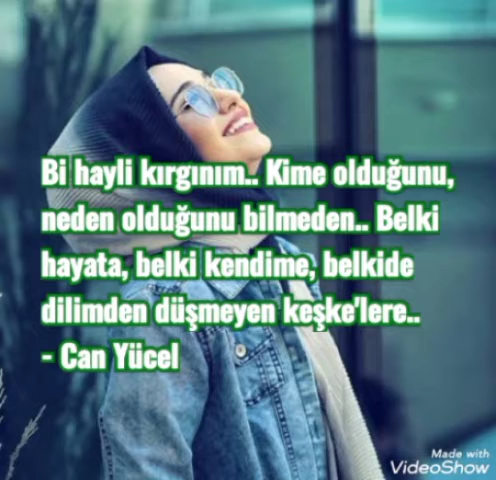 Bi hayli kırgınım.. Kime olduğunu,
neden olduğunu bilmeden.. Belki
hayata, belki kendime, belkide
dilimden düşmeyen keşke'lere..
- Can Yücel
Made with
VideoShow